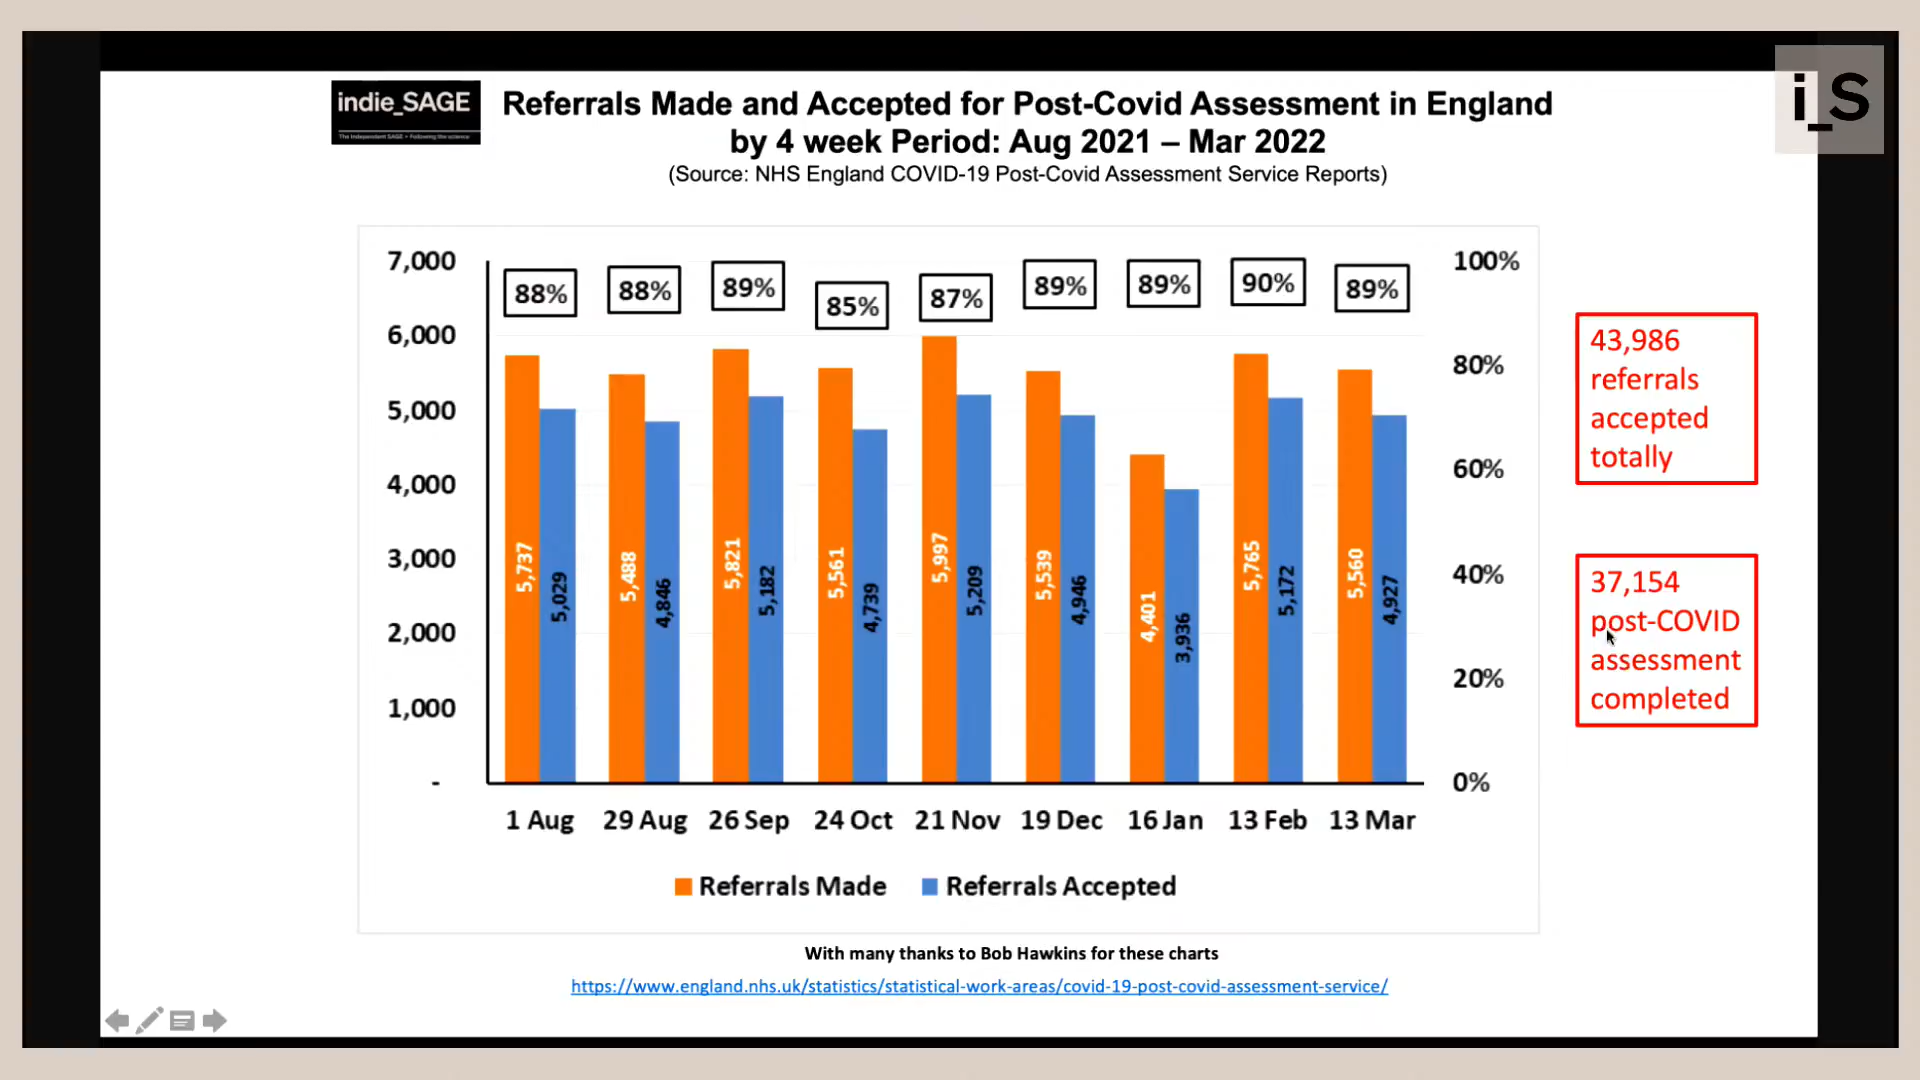 indie_SAGE
The Independent SAGE • Following the science
i_S
Referrals Made and Accepted for Post-Covid Assessment in England
by 4 week Period: Aug 2021 – Mar 2022
(Source: NHS England COVID-19 Post-Covid Assessment Service Reports)
7,000
6,000
5,000
4,000
3,000
2,000
1,000
-
88%
88%
89%
85%
87%
89%
89%
90%
89%
5,737
5,029
5,488
4,846
5,821
5,182
5,561
4,739
5,997
5,209
5,539
4,946
4,401
3,936
5,765
5,172
5,560
4,927
100%
80%
60%
40%
20%
0%
1 Aug
29 Aug
26 Sep
24 Oct
21 Nov
19 Dec
16 Jan
13 Feb
13 Mar
Referrals Made
Referrals Accepted
43,986
referrals
accepted
totally
37,154
post-COVID
assessment
completed
With many thanks to Bob Hawkins for these charts
https://www.england.nhs.uk/statistics/statistical-work-areas/covid-19-post-covid-assessment-service/